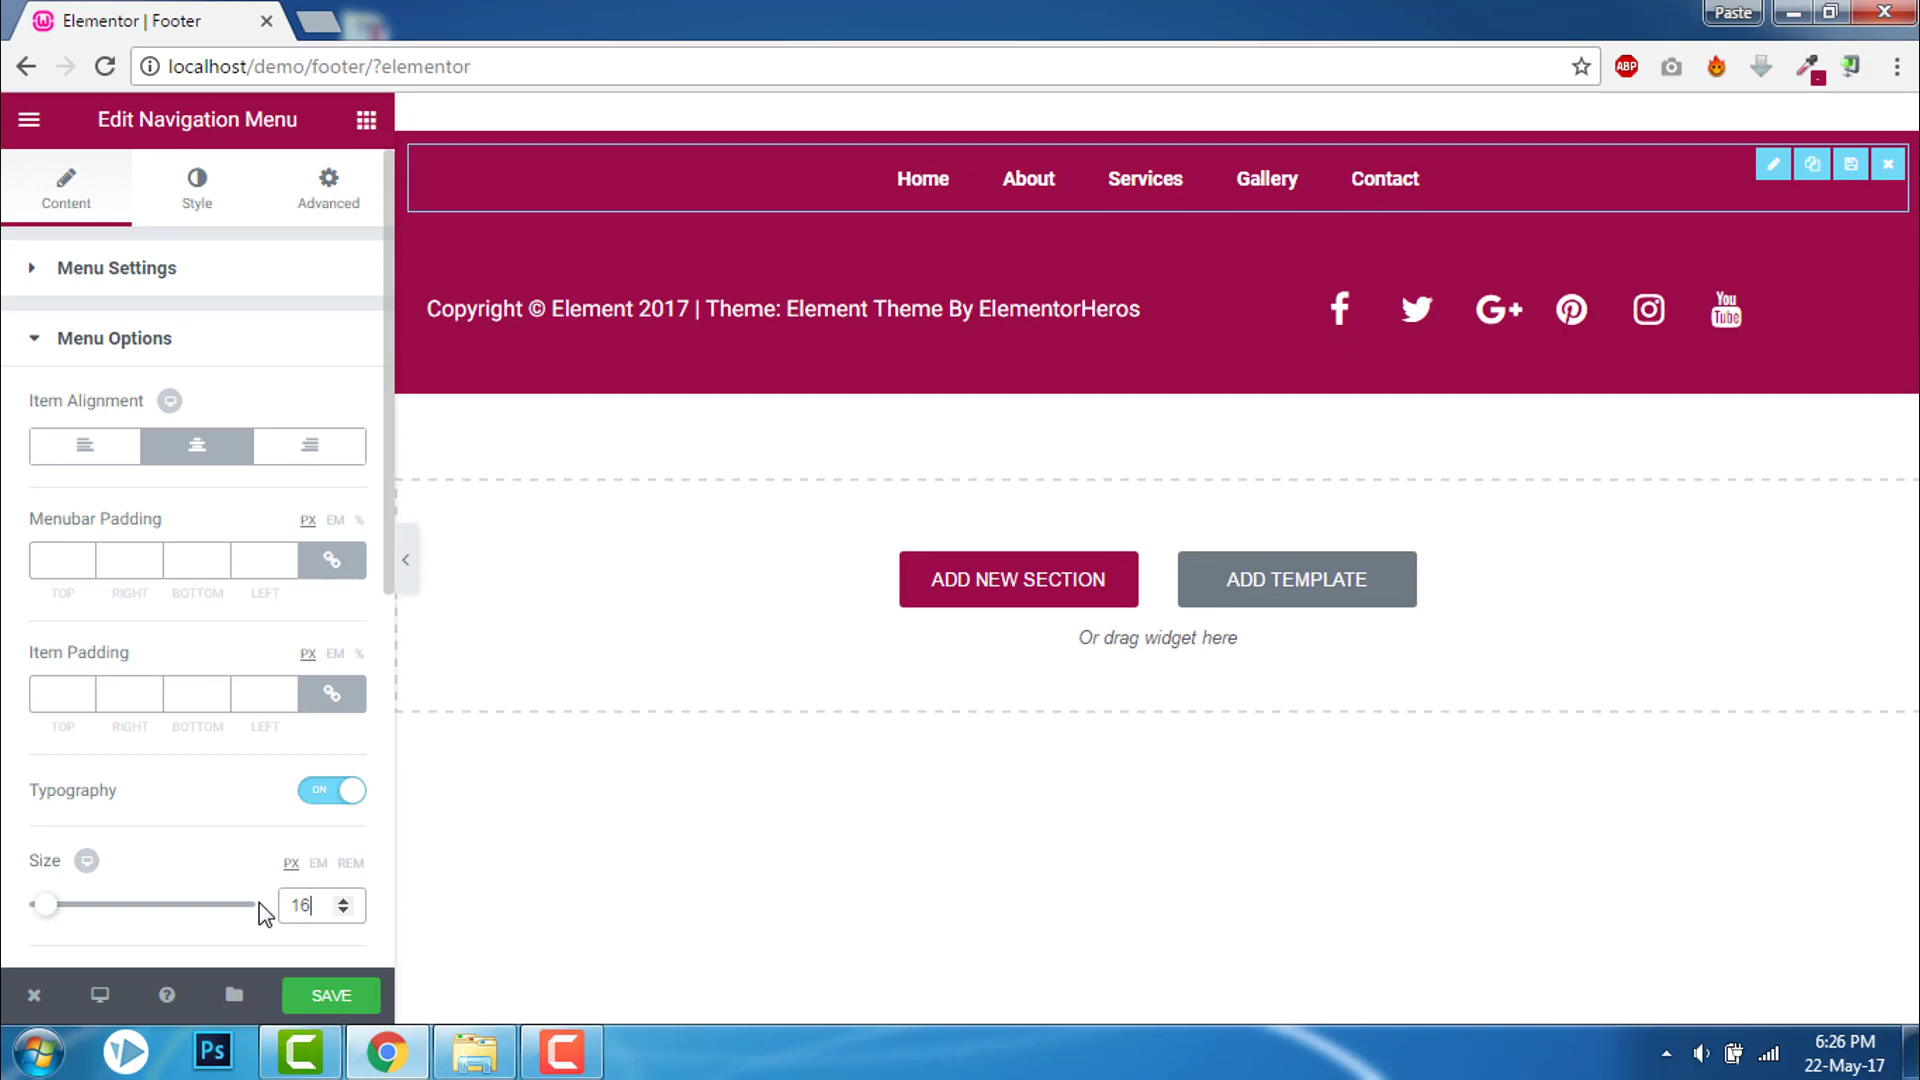 Elementor | Footer
Paste
localhost/demo/footer/?elementor
ABP
Edit Navigation Menu
Content
Style
Advanced
Menu Settings
Menu Options
Item Alignment
Menubar Padding
PX EM %
TOP RIGHT BOTTOM LEFT
Item Padding
PX EM %
TOP RIGHT BOTTOM LEFT
Typography
ON
Size
PX EM REM
16
SAVE
Home About Services Gallery Contact
Copyright © Element 2017 | Theme: Element Theme By ElementorHeros
You
Tube
ADD NEW SECTION
ADD TEMPLATE
Or drag widget here
Ps
6:26 PM
22-May-17